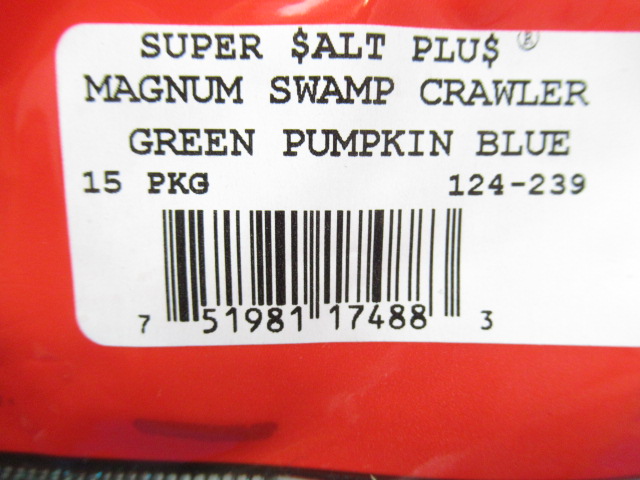 SUPER $ALT PLU$ ®
MAGNUM SWAMP CRAWLER
GREEN PUMPKIN BLUE
15 PKG 124-239
7 51981 17488 3